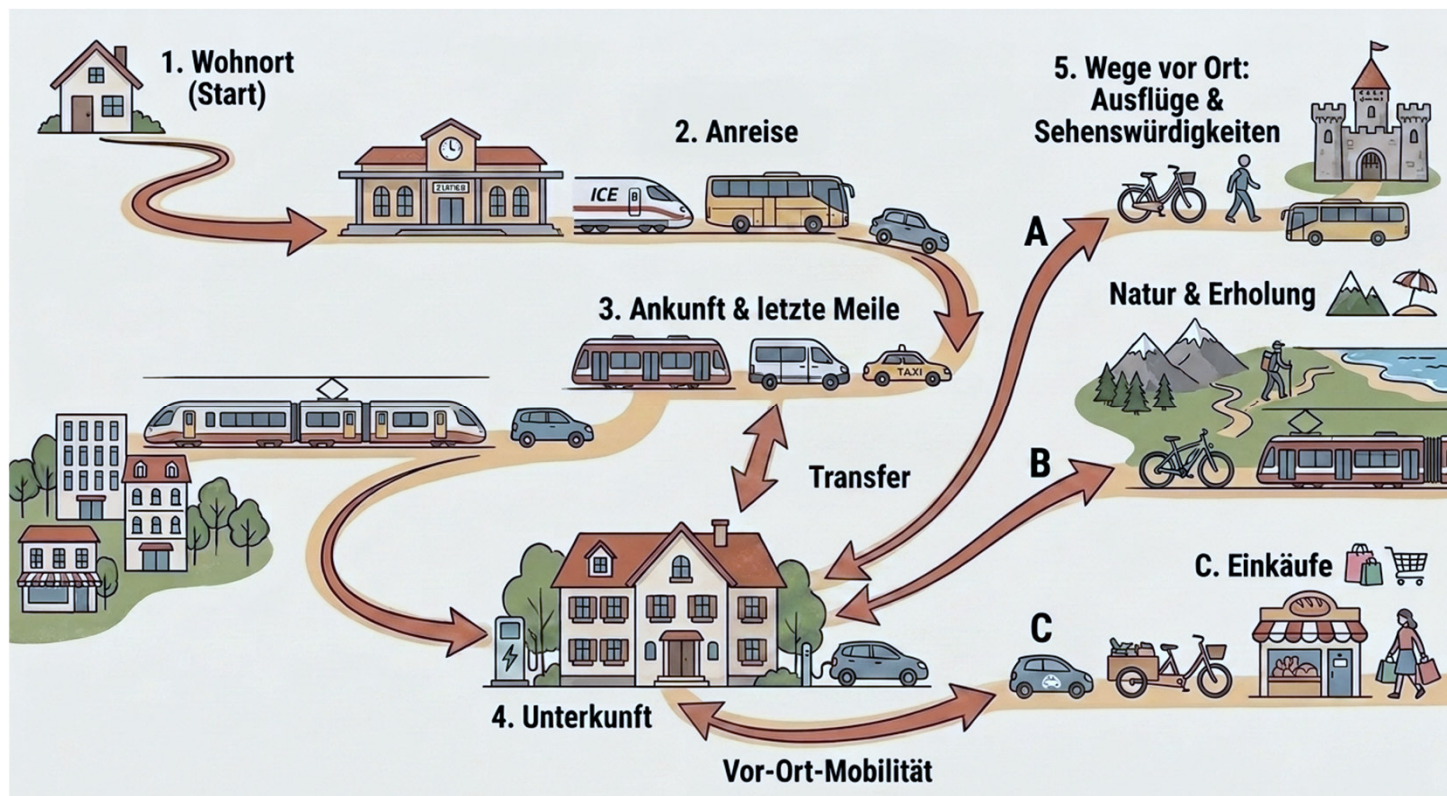 1. Wohnort
(Start)
2. Anreise
ICE
5. Wege vor Ort:
Ausflüge &
Sehenswürdigkeiten
A
3. Ankunft & letzte Meile
TAXI
Natur & Erholung
Transfer
B
C. Einkäufe
C
4. Unterkunft
Vor-Ort-Mobilität